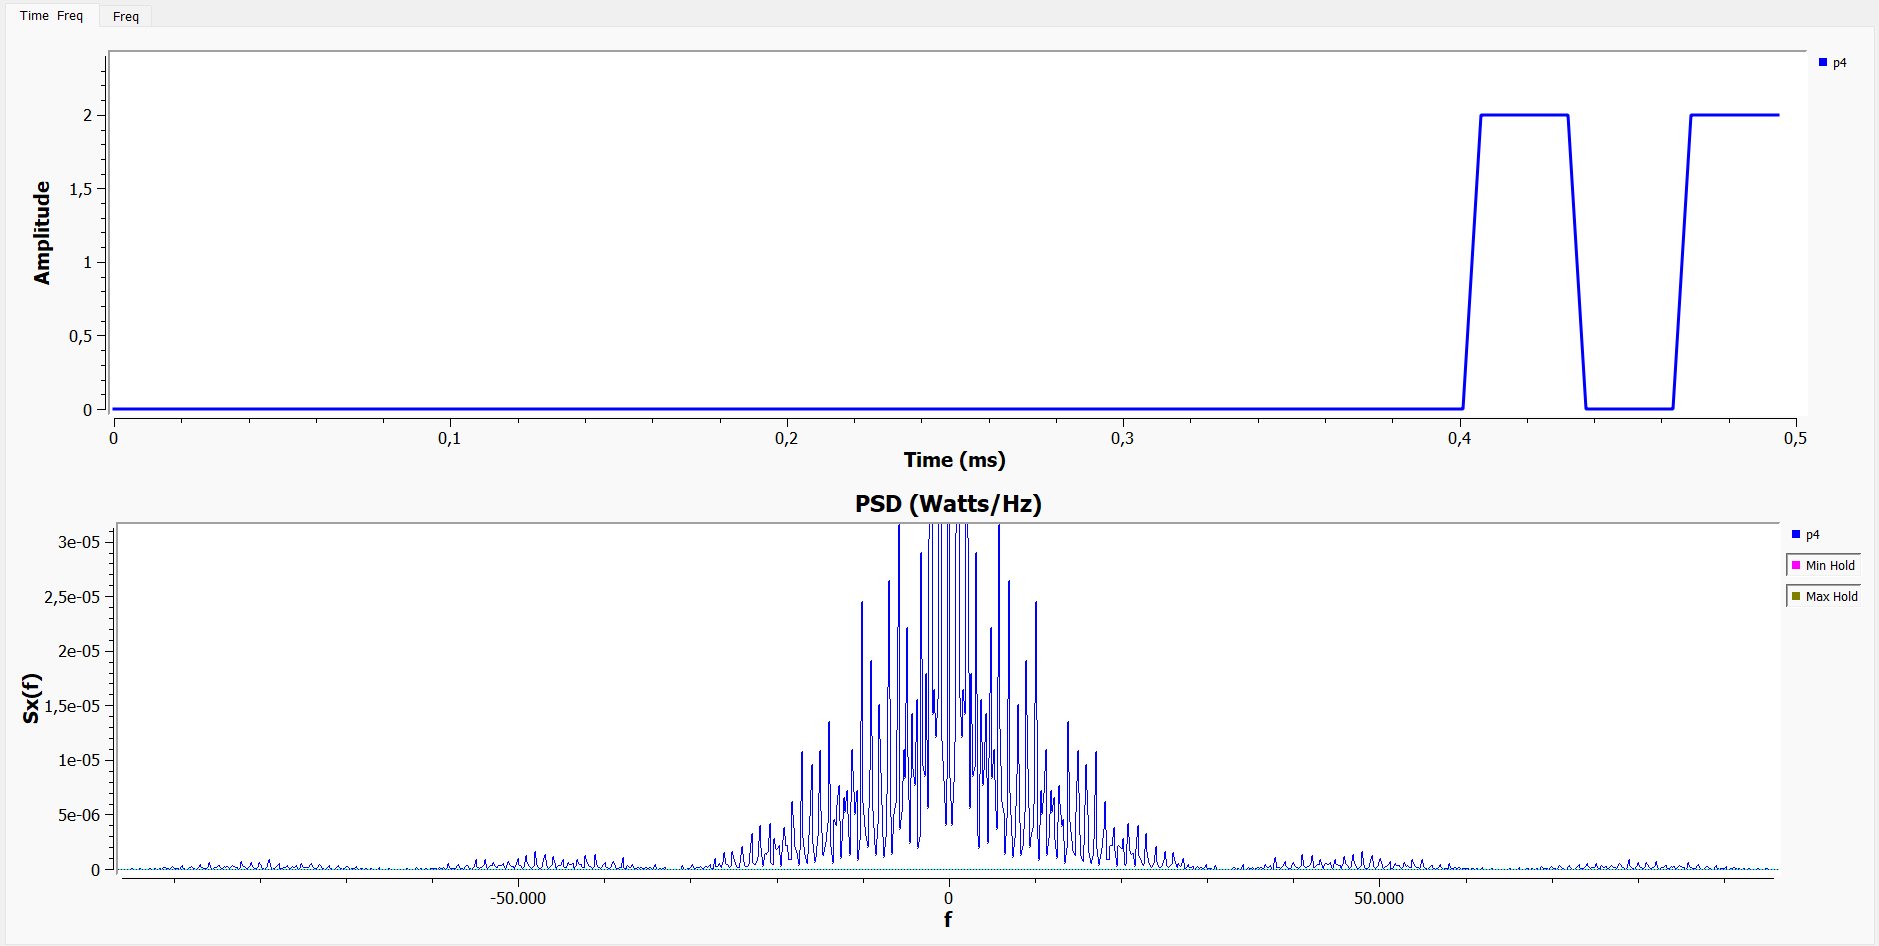 Time Freq
Freq
p4
2
1,5
1
0,5
0
Amplitude
0
0,1
0,2
0,3
0,4
0,5
Time (ms)
PSD (Watts/Hz)
p4
Min Hold
Max Hold
3e-05
2,5e-05
2e-05
1,5e-05
1e-05
5e-06
0
Sx(f)
-50.000
0
50.000
f